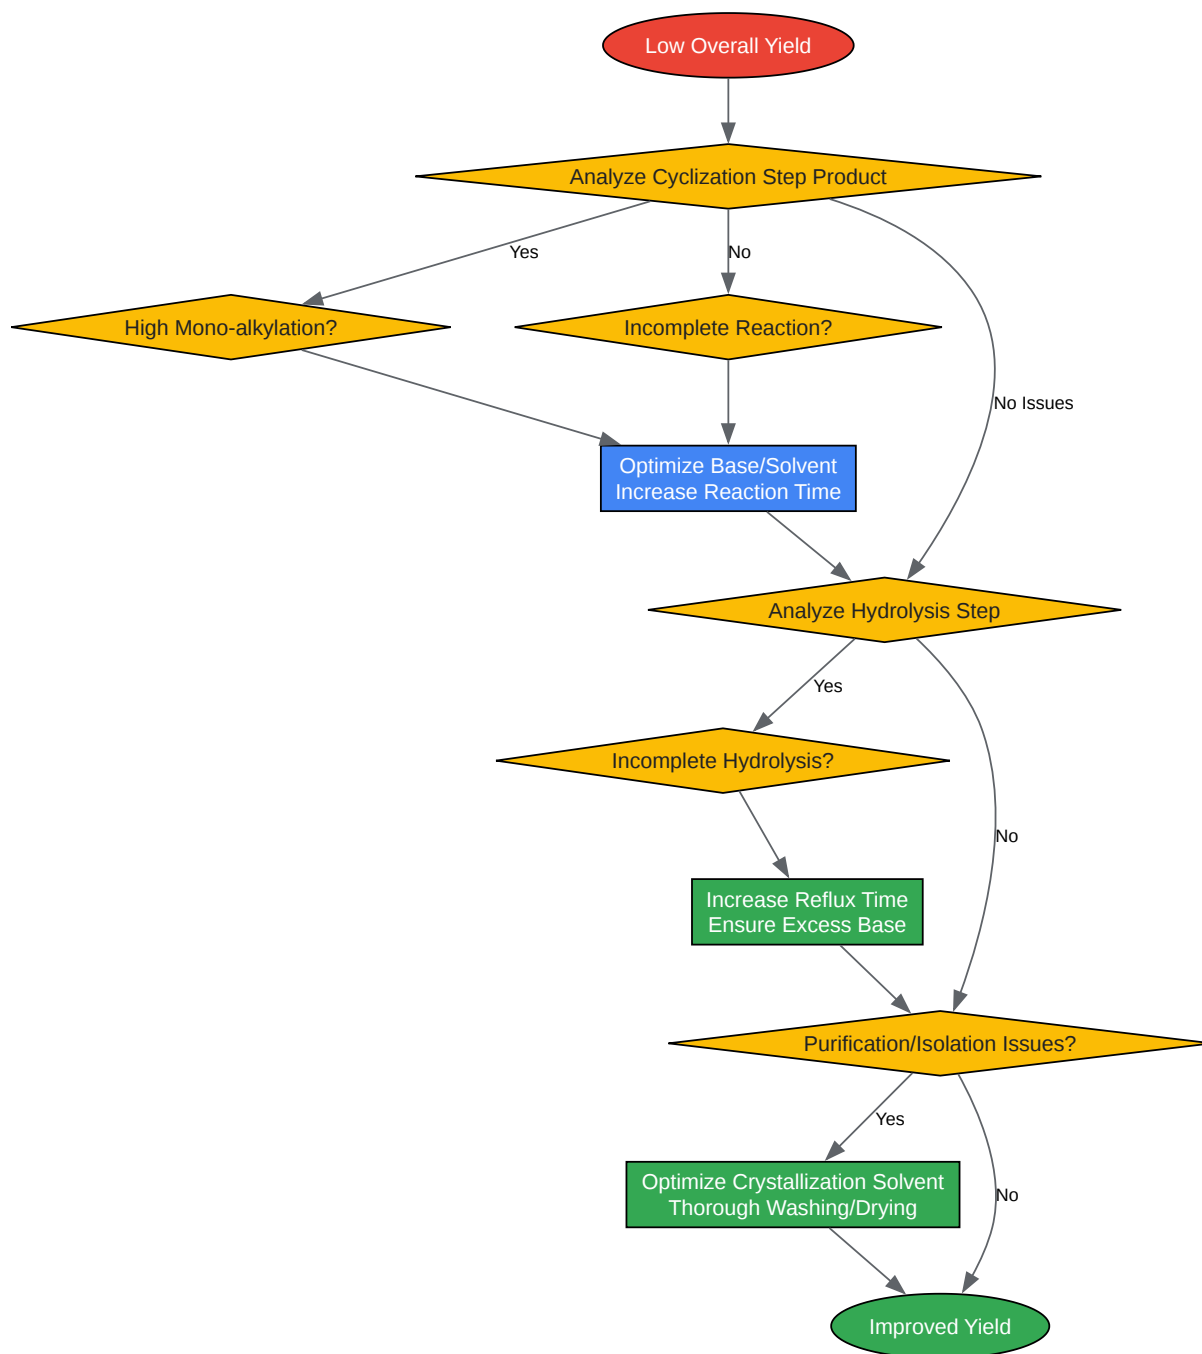 Low Overall Yield
Analyze Cyclization Step Product
Yes
No
High Mono-alkylation?
Incomplete Reaction?
No Issues
Optimize Base/Solvent
Increase Reaction Time
Analyze Hydrolysis Step
Yes
Incomplete Hydrolysis?
No
Increase Reflux Time
Ensure Excess Base
Purification/Isolation Issues?
Yes
Optimize Crystallization Solvent
Thorough Washing/Drying
No
Improved Yield